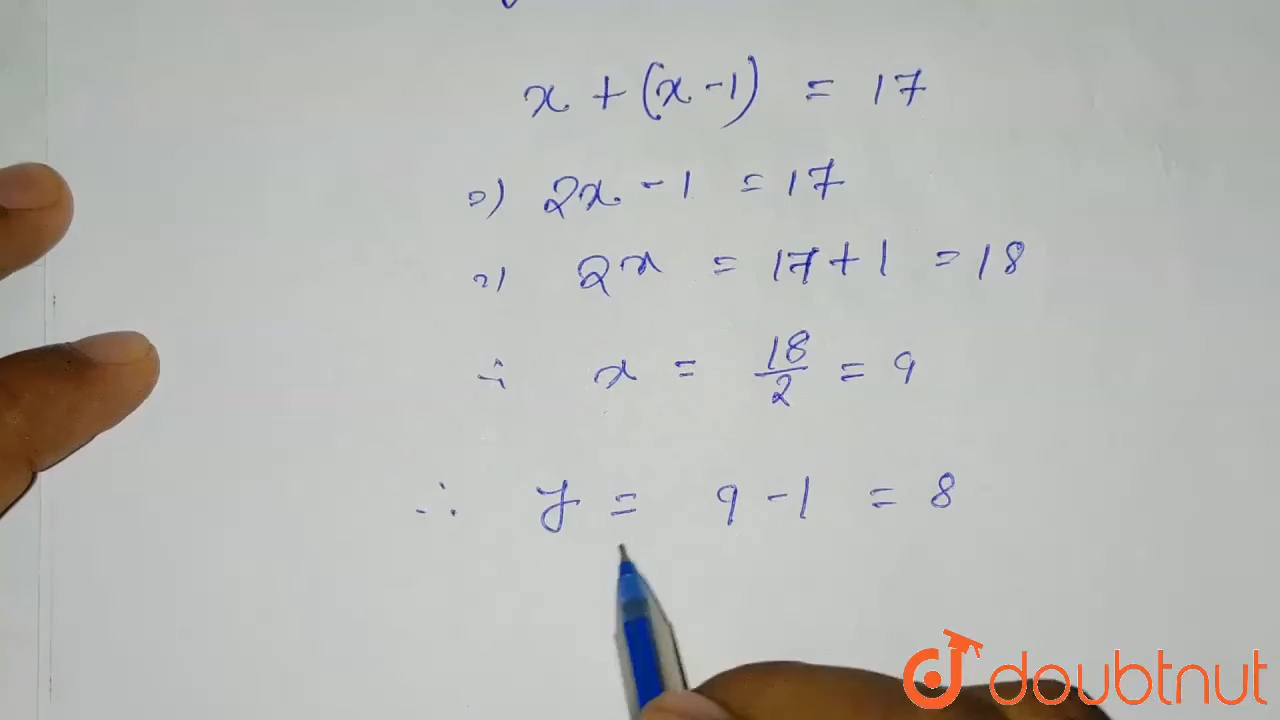 x + (x - 1) = 17
⇒) 2x - 1 = 17
⇒) 2x = 17 + 1 = 18
∴ x = 18/2 = 9
∴ y = 9 - 1 = 8
doubtnut